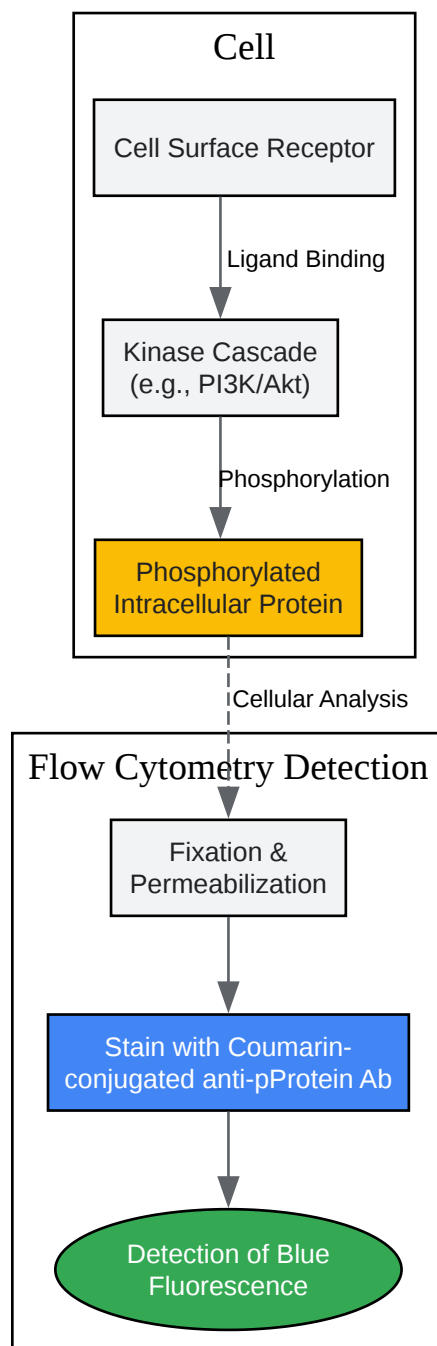 Cell
Cell Surface Receptor
Ligand Binding
Kinase Cascade
(e.g., PI3K/Akt)
Phosphorylation
Phosphorylated
Intracellular Protein
Cellular Analysis
Flow Cytometry Detection
Fixation &
Permeabilization
Stain with Coumarin-
conjugated anti-pProtein Ab
Detection of Blue
Fluorescence